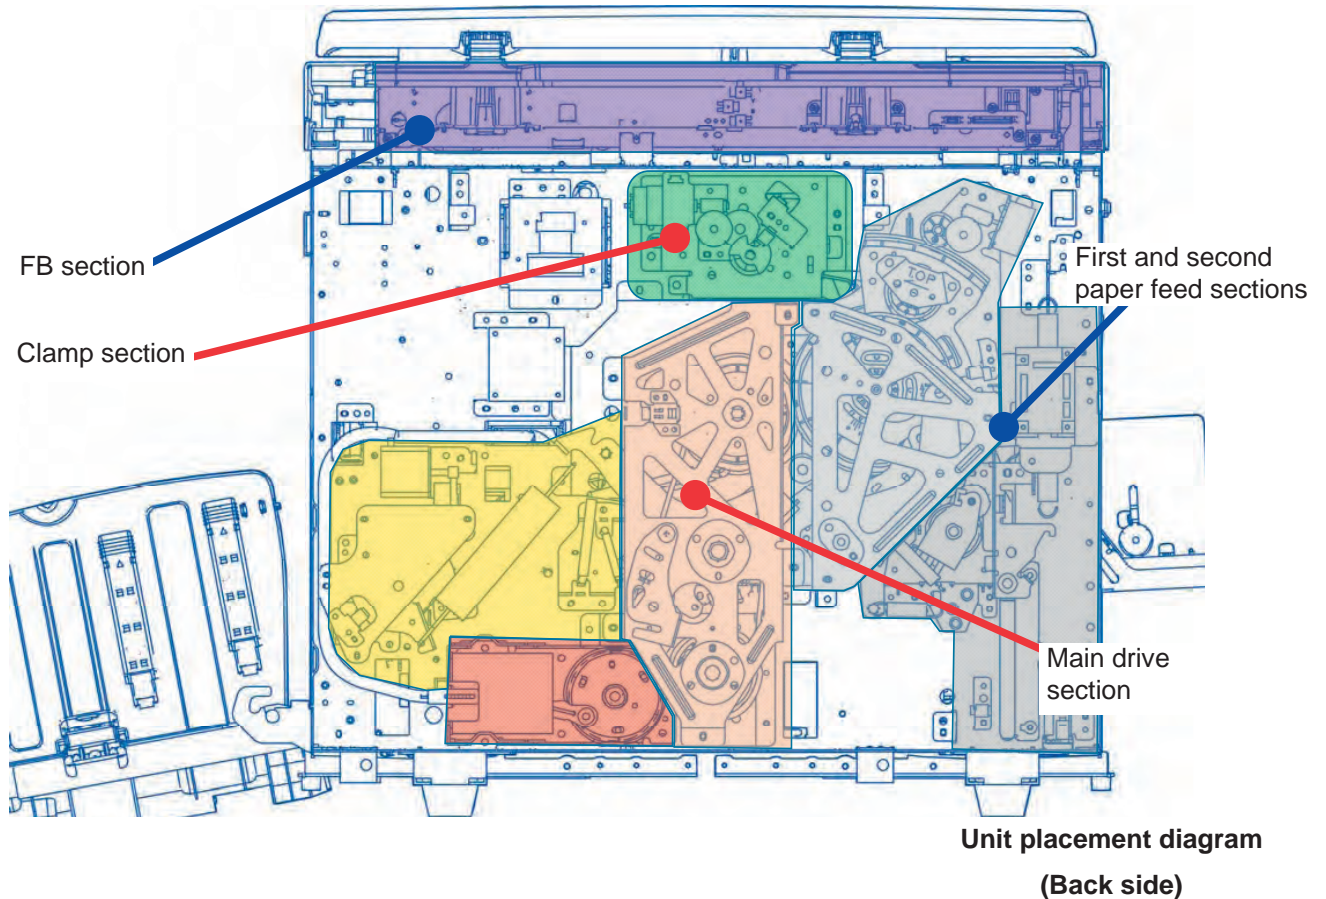 FB section
Clamp section
TOP
First and second
paper feed sections
Main drive
section
Unit placement diagram
(Back side)